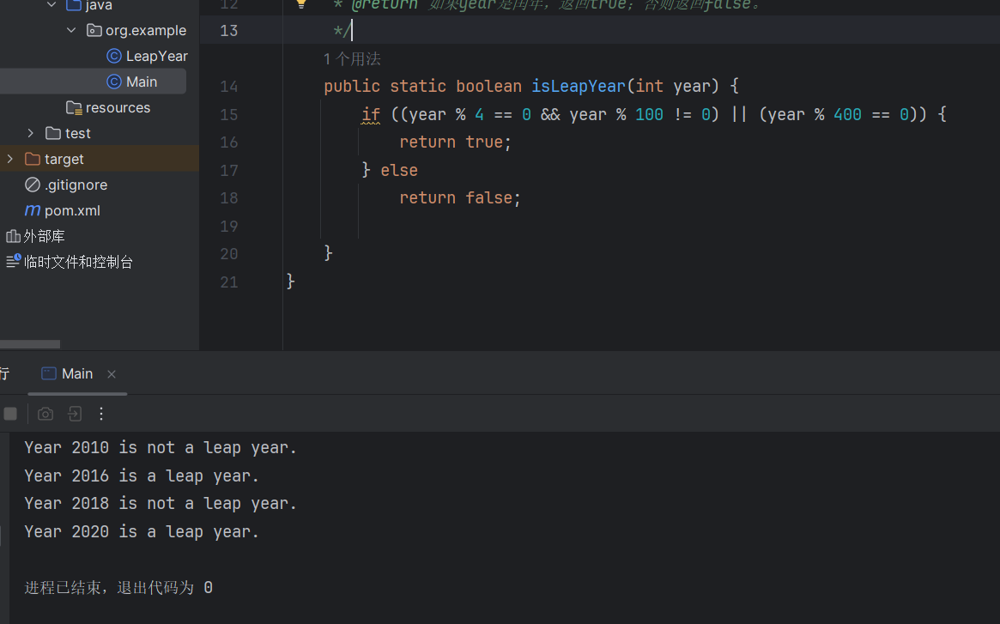 java
org.example
LeapYear
Main
resources
test
target
.gitignore
pom.xml
外部库
临时文件和控制台
12 * @return 如果year是闰年，返回true；否则返回false。
13 */
1 个用法
14 public static boolean isLeapYear(int year) {
15 if ((year % 4 == 0 && year % 100 != 0) || (year % 400 == 0)) {
16 return true;
17 } else
18 return false;
19
20 }
21 }
行 Main
Year 2010 is not a leap year.
Year 2016 is a leap year.
Year 2018 is not a leap year.
Year 2020 is a leap year.
进程已结束，退出代码为 0